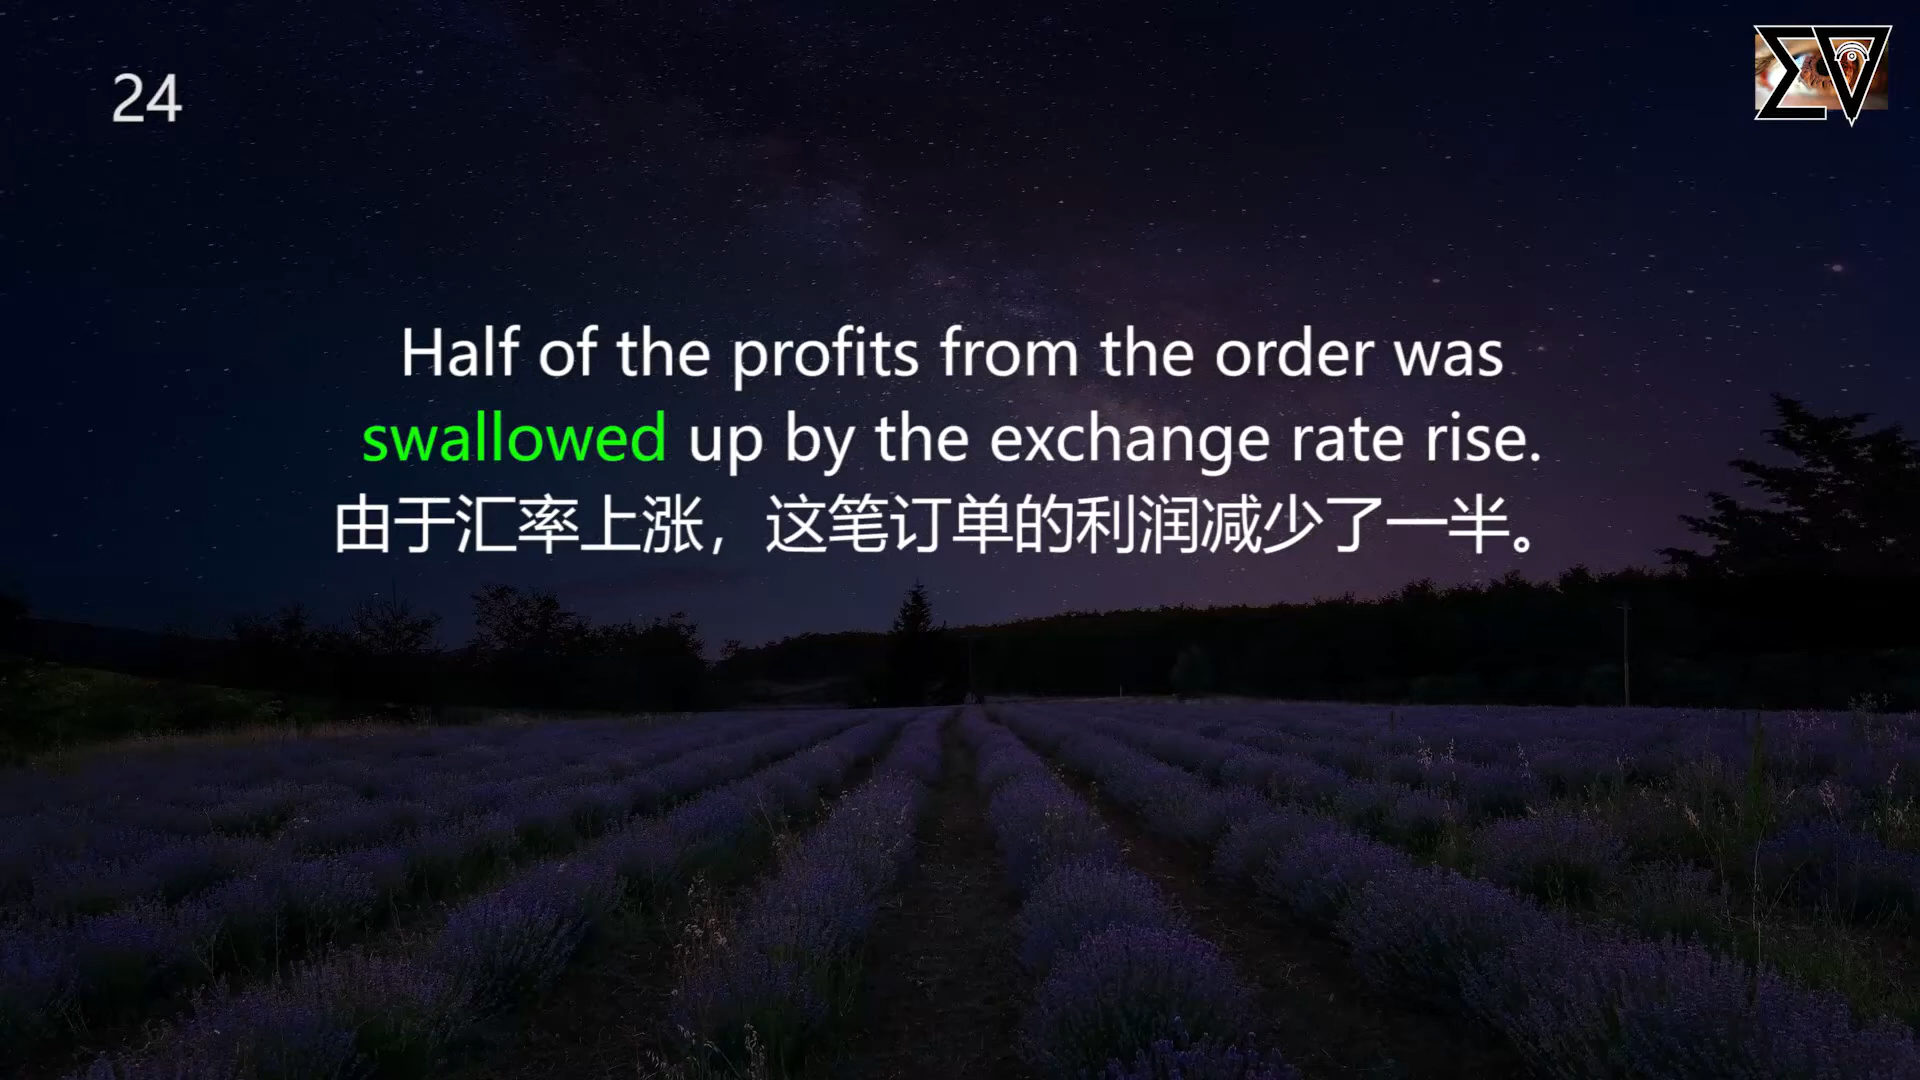 24
Half of the profits from the order was
swallowed up by the exchange rate rise.
由于汇率上涨，这笔订单的利润减少了一半。